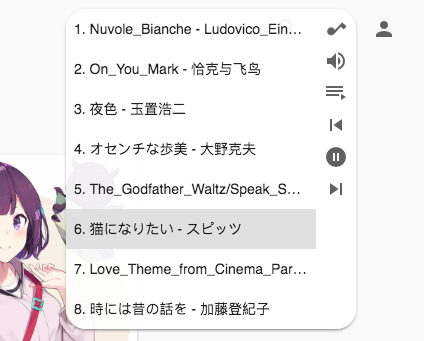 1. Nuvole_Bianche - Ludovico_Ein...
2. On_You_Mark - 恰克与飞鸟
3. 夜色 - 玉置浩二
4. オセンチな歩美 - 大野克夫
5. The_Godfather_Waltz/Speak_S...
6. 猫になりたい - スピッツ
7. Love_Theme_from_Cinema_Par...
8. 時には昔の話を - 加藤登紀子